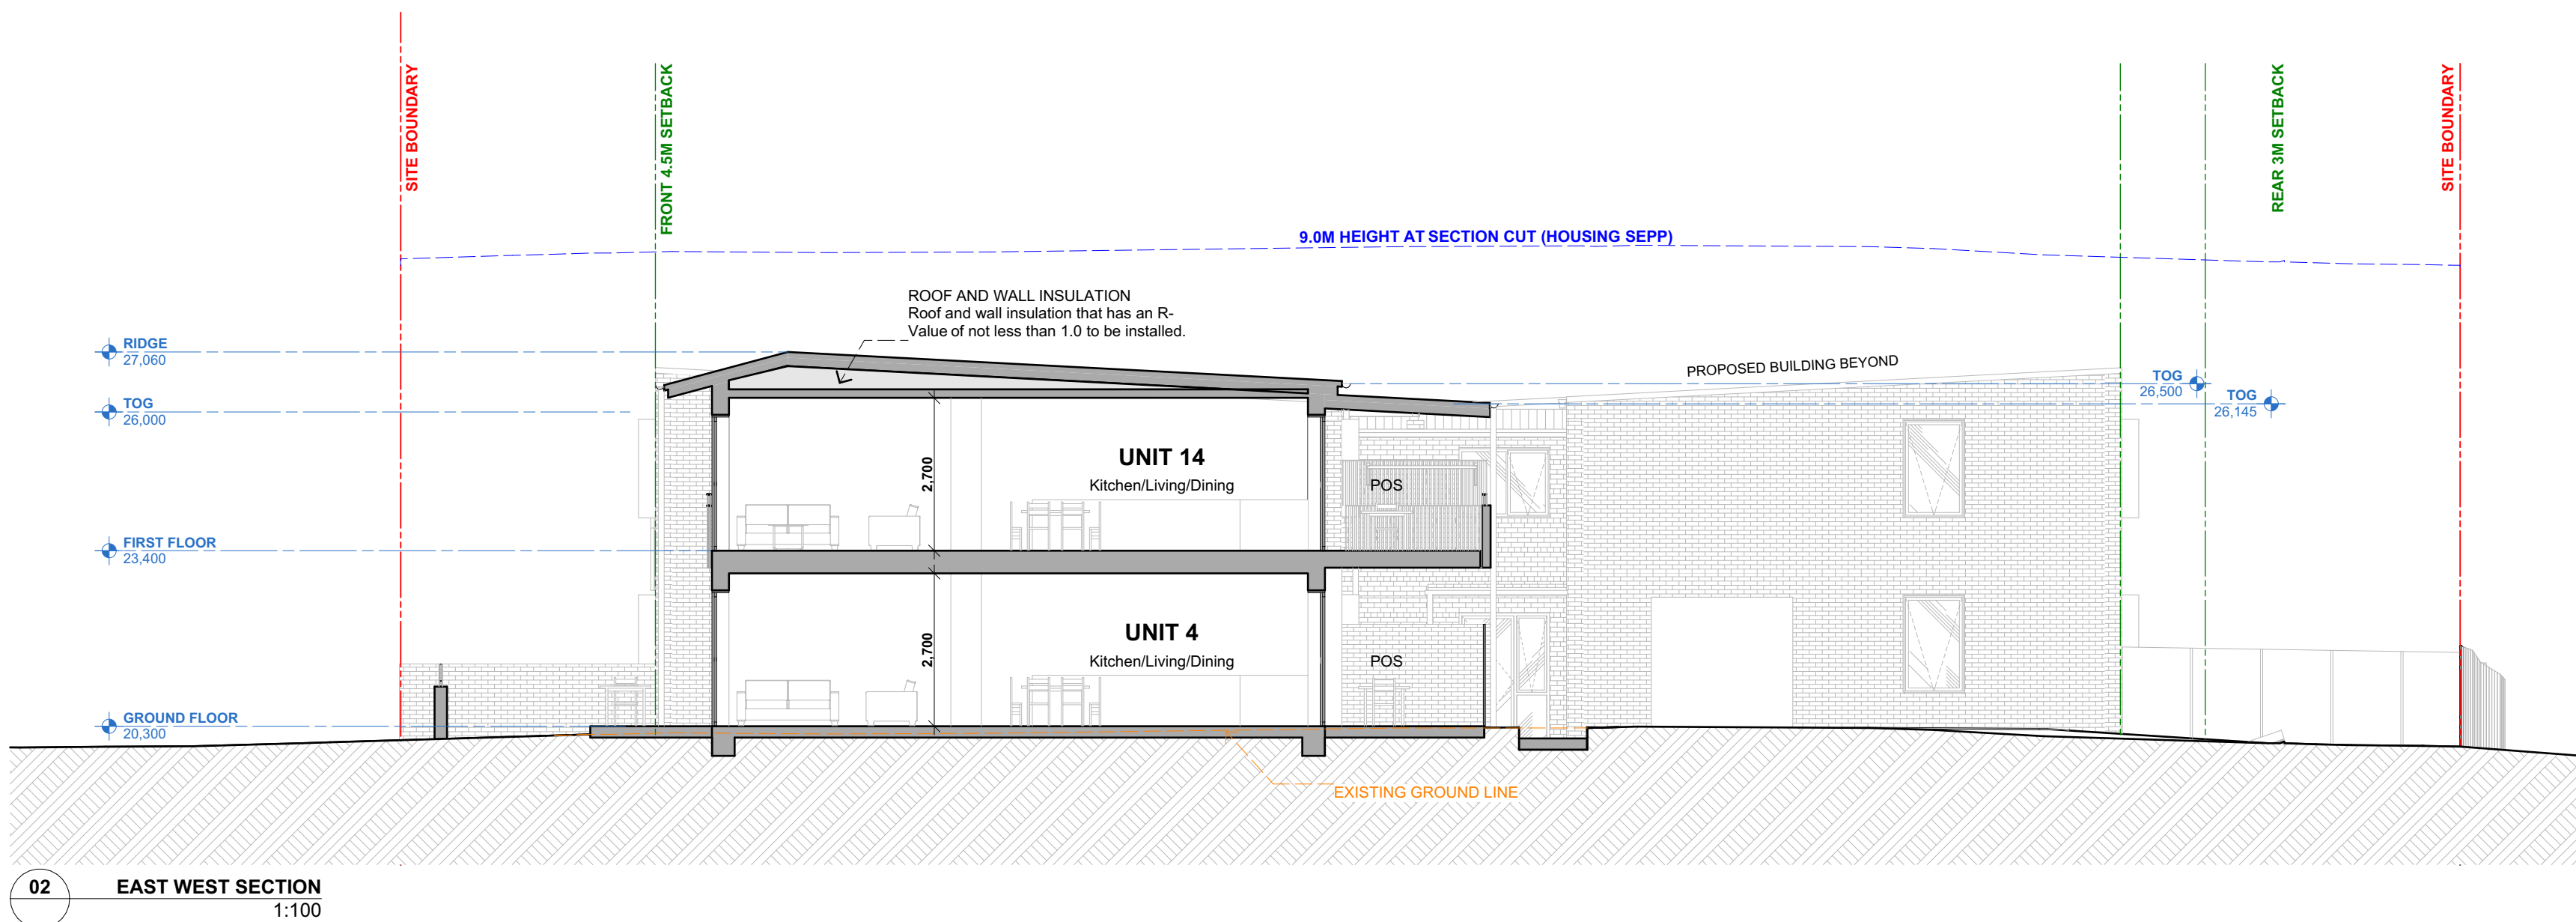 SITE BOUNDARY
FRONT 4.5M SETBACK
REAR 3M SETBACK
SITE BOUNDARY
9.0M HEIGHT AT SECTION CUT (HOUSING SEPP)
ROOF AND WALL INSULATION
Roof and wall insulation that has an R-
Value of not less than 1.0 to be installed.
RIDGE
27,060
PROPOSED BUILDING BEYOND
TOG
26,500
TOG
26,145
TOG
26,000
2,700
UNIT 14
Kitchen/Living/Dining
POS
FIRST FLOOR
23,400
2,700
UNIT 4
Kitchen/Living/Dining
POS
GROUND FLOOR
20,300
EXISTING GROUND LINE
02
EAST WEST SECTION
1:100